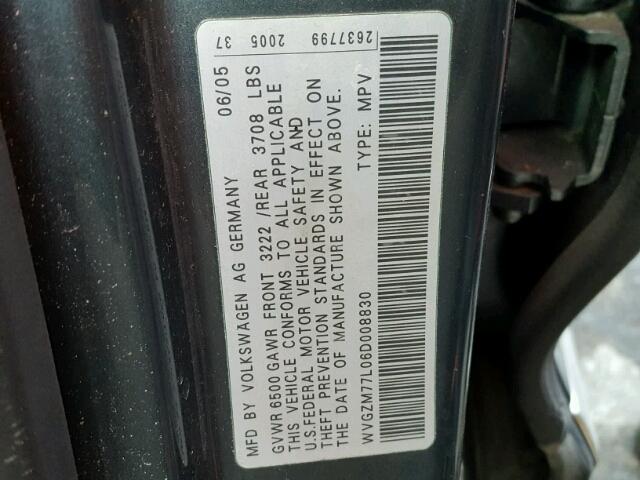 37 2005 2637799
MFD BY VOLKSWAGEN AG GERMANY 06/05
GVWR 6500 GAWR FRONT 3222 /REAR 3708 LBS
THIS VEHICLE CONFORMS TO ALL APPLICABLE
U.S.FEDERAL MOTOR VEHICLE SAFETY AND
THEFT PREVENTION STANDARDS IN EFFECT ON
THE DATE OF MANUFACTURE SHOWN ABOVE.
WVGZM77L06D008830 TYPE: MPV